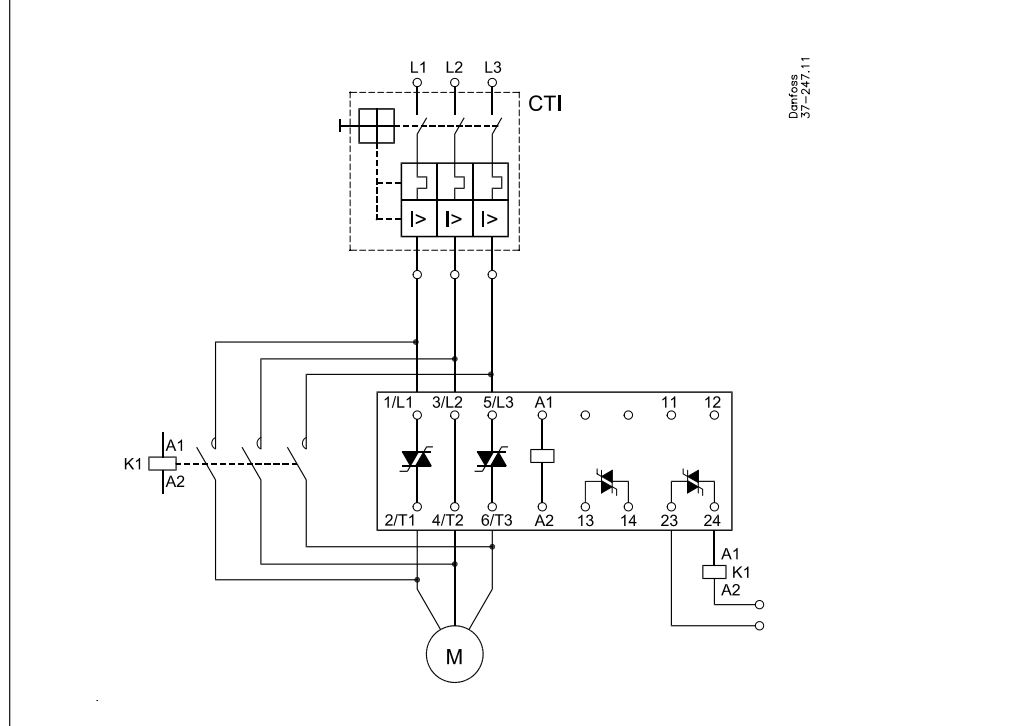 L1 L2 L3
CTI
Danfoss
37-247.11
I> I> I>
1/L1 3/L2 5/L3 A1 11 12
A1
K1
A2
2/T1 4/T2 6/T3 A2 13 14 23 24
A1
K1
A2
M